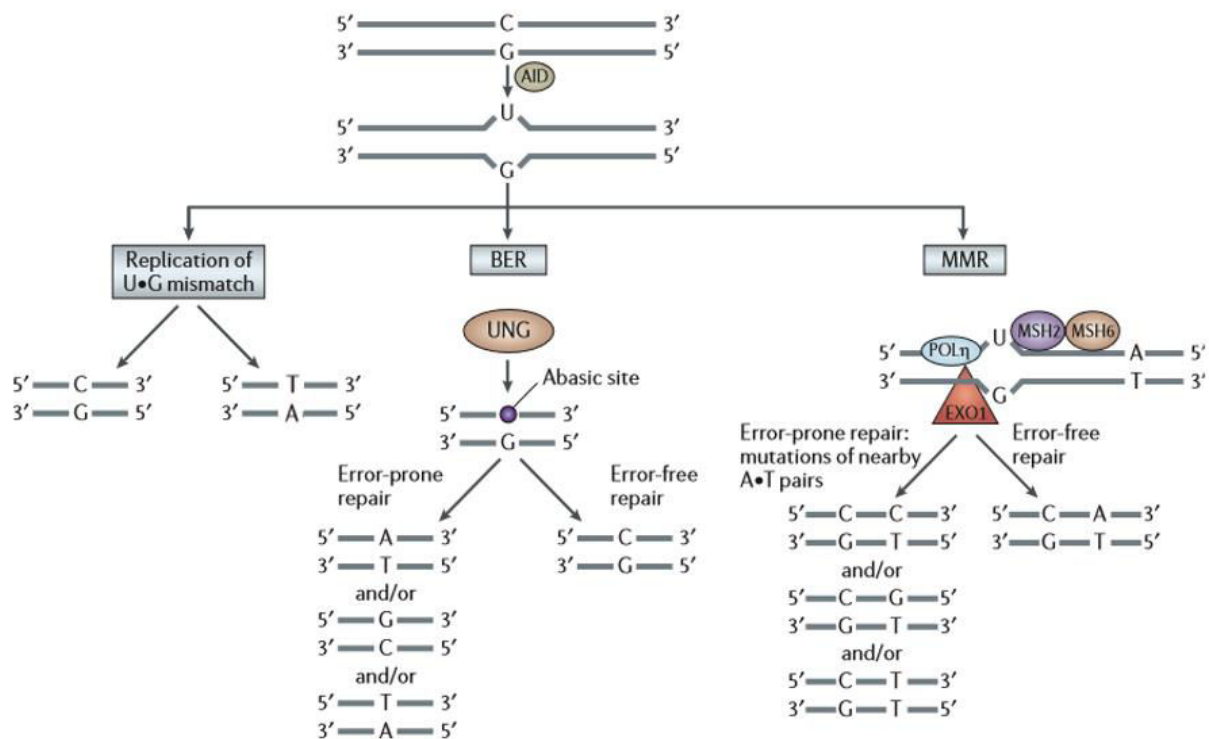 5′ C 3′
3′ G 5′
AID
U
5′ 3′
3′ 5′
G
Replication of
U•G mismatch
BER
MMR
5′ C 3′
3′ G 5′
5′ T 3′
3′ A 5′
UNG
Abasic site
5′ 3′
3′ G 5′
Error-prone
repair
Error-free
repair
5′ A 3′
3′ T 5′
and/or
5′ G 3′
3′ C 5′
and/or
5′ T 3′
3′ A 5′
5′ C 3′
3′ G 5′
POLη U MSH2 MSH6
5′ A 3′
3′ G T 5′
EXO1
Error-prone repair:
mutations of nearby
A•T pairs
Error-free
repair
5′ C C 3′
3′ G T 5′
and/or
5′ C G 5′
3′ G T 3′
and/or
5′ C T 3′
3′ G T 5′
5′ C A 3′
3′ G T 5′